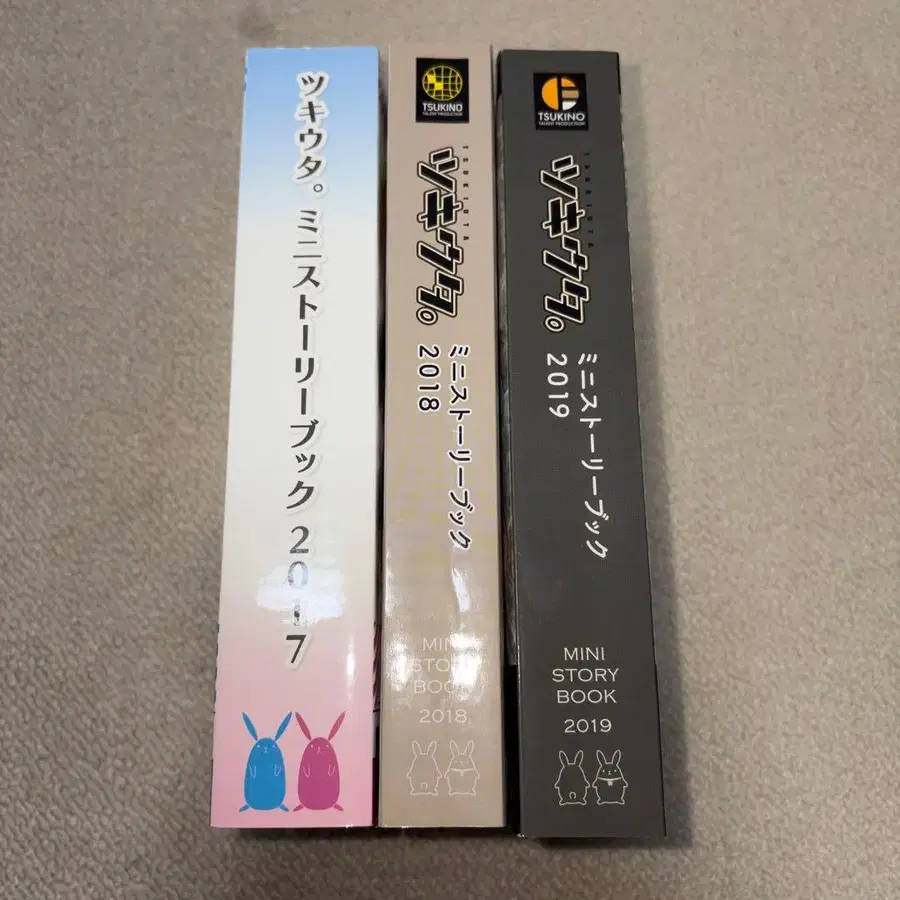 ツキウタ。ミニストーリーブック 2017
TSUKINO
TALENT PRODUCTION
TSUKIUTA
ツキウタ。
ミニストーリーブック
2018
MINI
STORY
BOOK
2018
TSUKINO
TALENT PRODUCTION
TSUKIUTA
ツキウタ。
ミニストーリーブック
2019
MINI
STORY
BOOK
2019